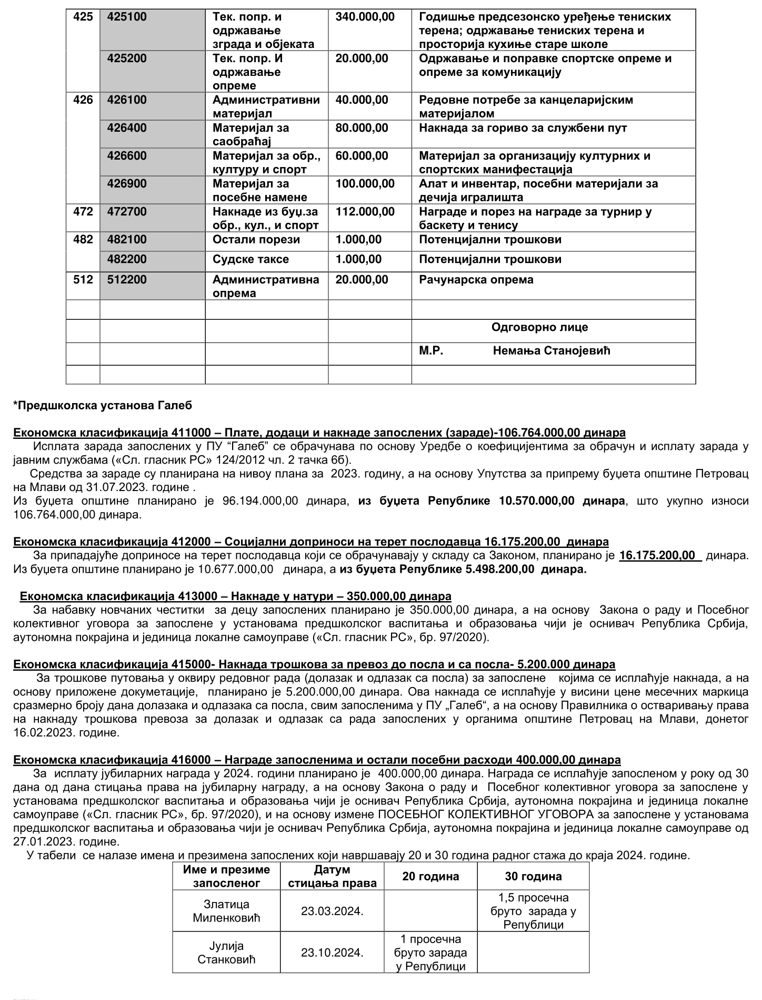 425 425100 Тек. попр. и 340.000,00 Годишње предсезонско уређење тениских
одржавање терена; одржавање тениских терена и
зграда и објеката просторија кухиње старе школе
425200 Тек. попр. И 20.000,00 Одржавање и поправке спортске опреме и
одржавање опреме за комуникацију
опреме
426 426100 Административни 40.000,00 Редовне потребе за канцеларијским
материјал материјалом
426400 Материјал за 80.000,00 Накнада за гориво за службени пут
саобраћај
426600 Материјал за обр., 60.000,00 Материјал за организацију културних и
културу и спорт спортских манифестација
426900 Материјал за 100.000,00 Алат и инвентар, посебни материјали за
посебне намене дечија игралишта
472 472700 Накнаде из буџ.за 112.000,00 Награде и порез на награде за турнир у
обр., кул., и спорт баскету и тенису
482 482100 Остали порези 1.000,00 Потенцијални трошкови
482200 Судске таксе 1.000,00 Потенцијални трошкови
512 512200 Административна 20.000,00 Рачунарска опрема
опрема
Одговорно лице
М.Р. Немања Станојевић
*Предшколска установа Галеб
Економска класификација 411000 – Плате, додаци и накнаде запослених (зараде)-106.764.000,00 динара
Исплата зарада запослених у ПУ “Галеб” се обрачунава по основу Уредбе о коефицијентима за обрачун и исплату зарада у
јавним службама («Сл. гласник РС» 124/2012 чл. 2 тачка 6б).
Средства за зараде су планирана на нивоу плана за 2023. годину, а на основу Упутства за припрему буџета општине Петровац
на Млави од 31.07.2023. године .
Из буџета општине планирано је 96.194.000,00 динара, из буџета Републике 10.570.000,00 динара, што укупно износи
106.764.000,00 динара.
Економска класификација 412000 – Социјални доприноси на терет послодавца 16.175.200,00 динара
За припадајуће доприносе на терет послодавца који се обрачунавају у складу са Законом, планирано је 16.175.200,00 динара.
Из буџета општине планирано је 10.677.000,00 динара, а из буџета Републике 5.498.200,00 динара.
Економска класификација 413000 – Накнаде у натури – 350.000,00 динара
За набавку новчаних честитки за децу запослених планирано је 350.000,00 динара, а на основу Закона о раду и Посебног
колективног уговора за запослене у установама предшколског васпитања и образовања чији је оснивач Република Србија,
аутономна покрајина и јединица локалне самоуправе («Сл. гласник РС», бр. 97/2020).
Економска класификација 415000- Накнада трошкова за превоз до посла и са посла- 5.200.000 динара
За трошкове путовања у оквиру редовног рада (долазак и одлазак са посла) за запослене којима се исплаћује накнада, а на
основу приложене докуметације, планирано је 5.200.000,00 динара. Ова накнада се исплаћује у висини цене месечних маркица
сразмерно броју дана долазака и одлазака са посла, свим запосленима у ПУ „Галеб“, а на основу Правилника о остваривању права
на накнаду трошкова превоза за долазак и одлазак са рада запослених у органима општине Петровац на Млави, донетог
16.02.2023. године.
Економска класификација 416000 – Награде запосленима и остали посебни расходи 400.000,00 динара
За исплату јубиларних награда у 2024. години планирано је 400.000,00 динара. Награда се исплаћује запосленом у року од 30
дана од дана стицања права на јубиларну награду, а на основу Закона о раду и Посебног колективног уговора за запослене у
установама предшколског васпитања и образовања чији је оснивач Република Србија, аутономна покрајина и јединица локалне
самоуправе («Сл. гласник РС», бр. 97/2020), и на основу измене ПОСЕБНОГ КОЛЕКТИВНОГ УГОВОРА за запослене у установама
предшколског васпитања и образовања чији је оснивач Република Србија, аутономна покрајина и јединица локалне самоуправе од
27.01.2023. године.
У табели се налазе имена и презимена запослених који навршавају 20 и 30 година радног стажа до краја 2024. године.
Име и презиме Датум 20 година 30 година
запосленог стицања права
Златица 23.03.2024. 1,5 просечна
Миленковић бруто зарада у
Републици
Јулија 23.10.2024. 1 просечна
Станковић бруто зарада
у Републици